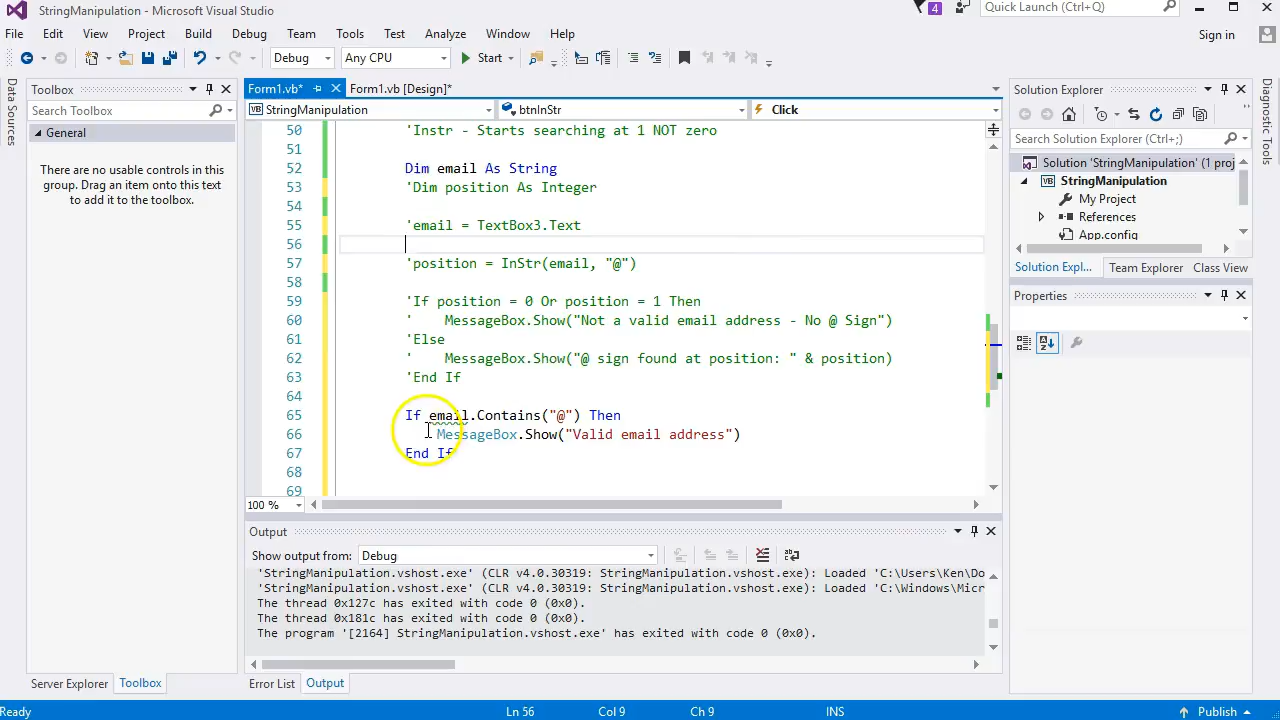 StringManipulation - Microsoft Visual Studio
4
Quick Launch (Ctrl+Q)
File Edit View Project Build Debug Team Tools Test Analyze Window Help
Sign in
Debug
Any CPU
Start
Data Sources
Toolbox
Search Toolbox
General
There are no usable controls in this
group. Drag an item onto this text
to add it to the toolbox.
Server Explorer Toolbox
Form1.vb* Form1.vb [Design]*
StringManipulation btnInStr Click
50 'Instr - Starts searching at 1 NOT zero
51
52 Dim email As String
53 'Dim position As Integer
54
55 'email = TextBox3.Text
56
57 'position = InStr(email, "@")
58
59 'If position = 0 Or position = 1 Then
60 '    MessageBox.Show("Not a valid email address - No @ Sign")
61 'Else
62 '    MessageBox.Show("@ sign found at position: " & position)
63 'End If
64
65 If email.Contains("@") Then
66 MessageBox.Show("Valid email address")
67 End If
68
69
100 %
Output
Show output from: Debug
'StringManipulation.vshost.exe' (CLR v4.0.30319: StringManipulation.vshost.exe): Loaded 'C:\Users\Ken\Do
'StringManipulation.vshost.exe' (CLR v4.0.30319: StringManipulation.vshost.exe): Loaded 'C:\Windows\Micr
The thread 0x127c has exited with code 0 (0x0).
The thread 0x181c has exited with code 0 (0x0).
The program '[2164] StringManipulation.vshost.exe' has exited with code 0 (0x0).
Error List Output
Solution Explorer
Search Solution Explorer (Ctrl+;)
Solution 'StringManipulation' (1 proj
StringManipulation
My Project
References
App.config
Solution Expl... Team Explorer Class View
Properties
Diagnostic Tools
Ready Ln 56 Col 9 Ch 9 INS Publish